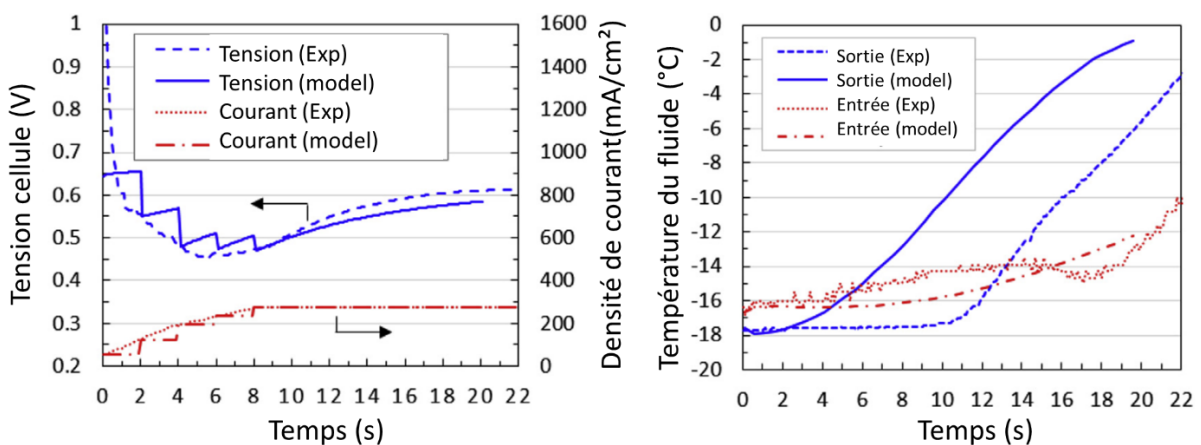 Tension cellule (V)
1
0.9
0.8
0.7
0.6
0.5
0.4
0.3
0.2
Tension (Exp)
Tension (model)
Courant (Exp)
Courant (model)
1600
1400
1200
1000
800
600
400
200
0
Densité de courant(mA/cm²)
0 2 4 6 8 10 12 14 16 18 20 22
Temps (s)
Température du fluide (°C)
-0
-2
-4
-6
-8
-10
-12
-14
-16
-18
-20
Sortie (Exp)
Sortie (model)
Entrée (Exp)
Entrée (model)
0 2 4 6 8 10 12 14 16 18 20 22
Temps (s)